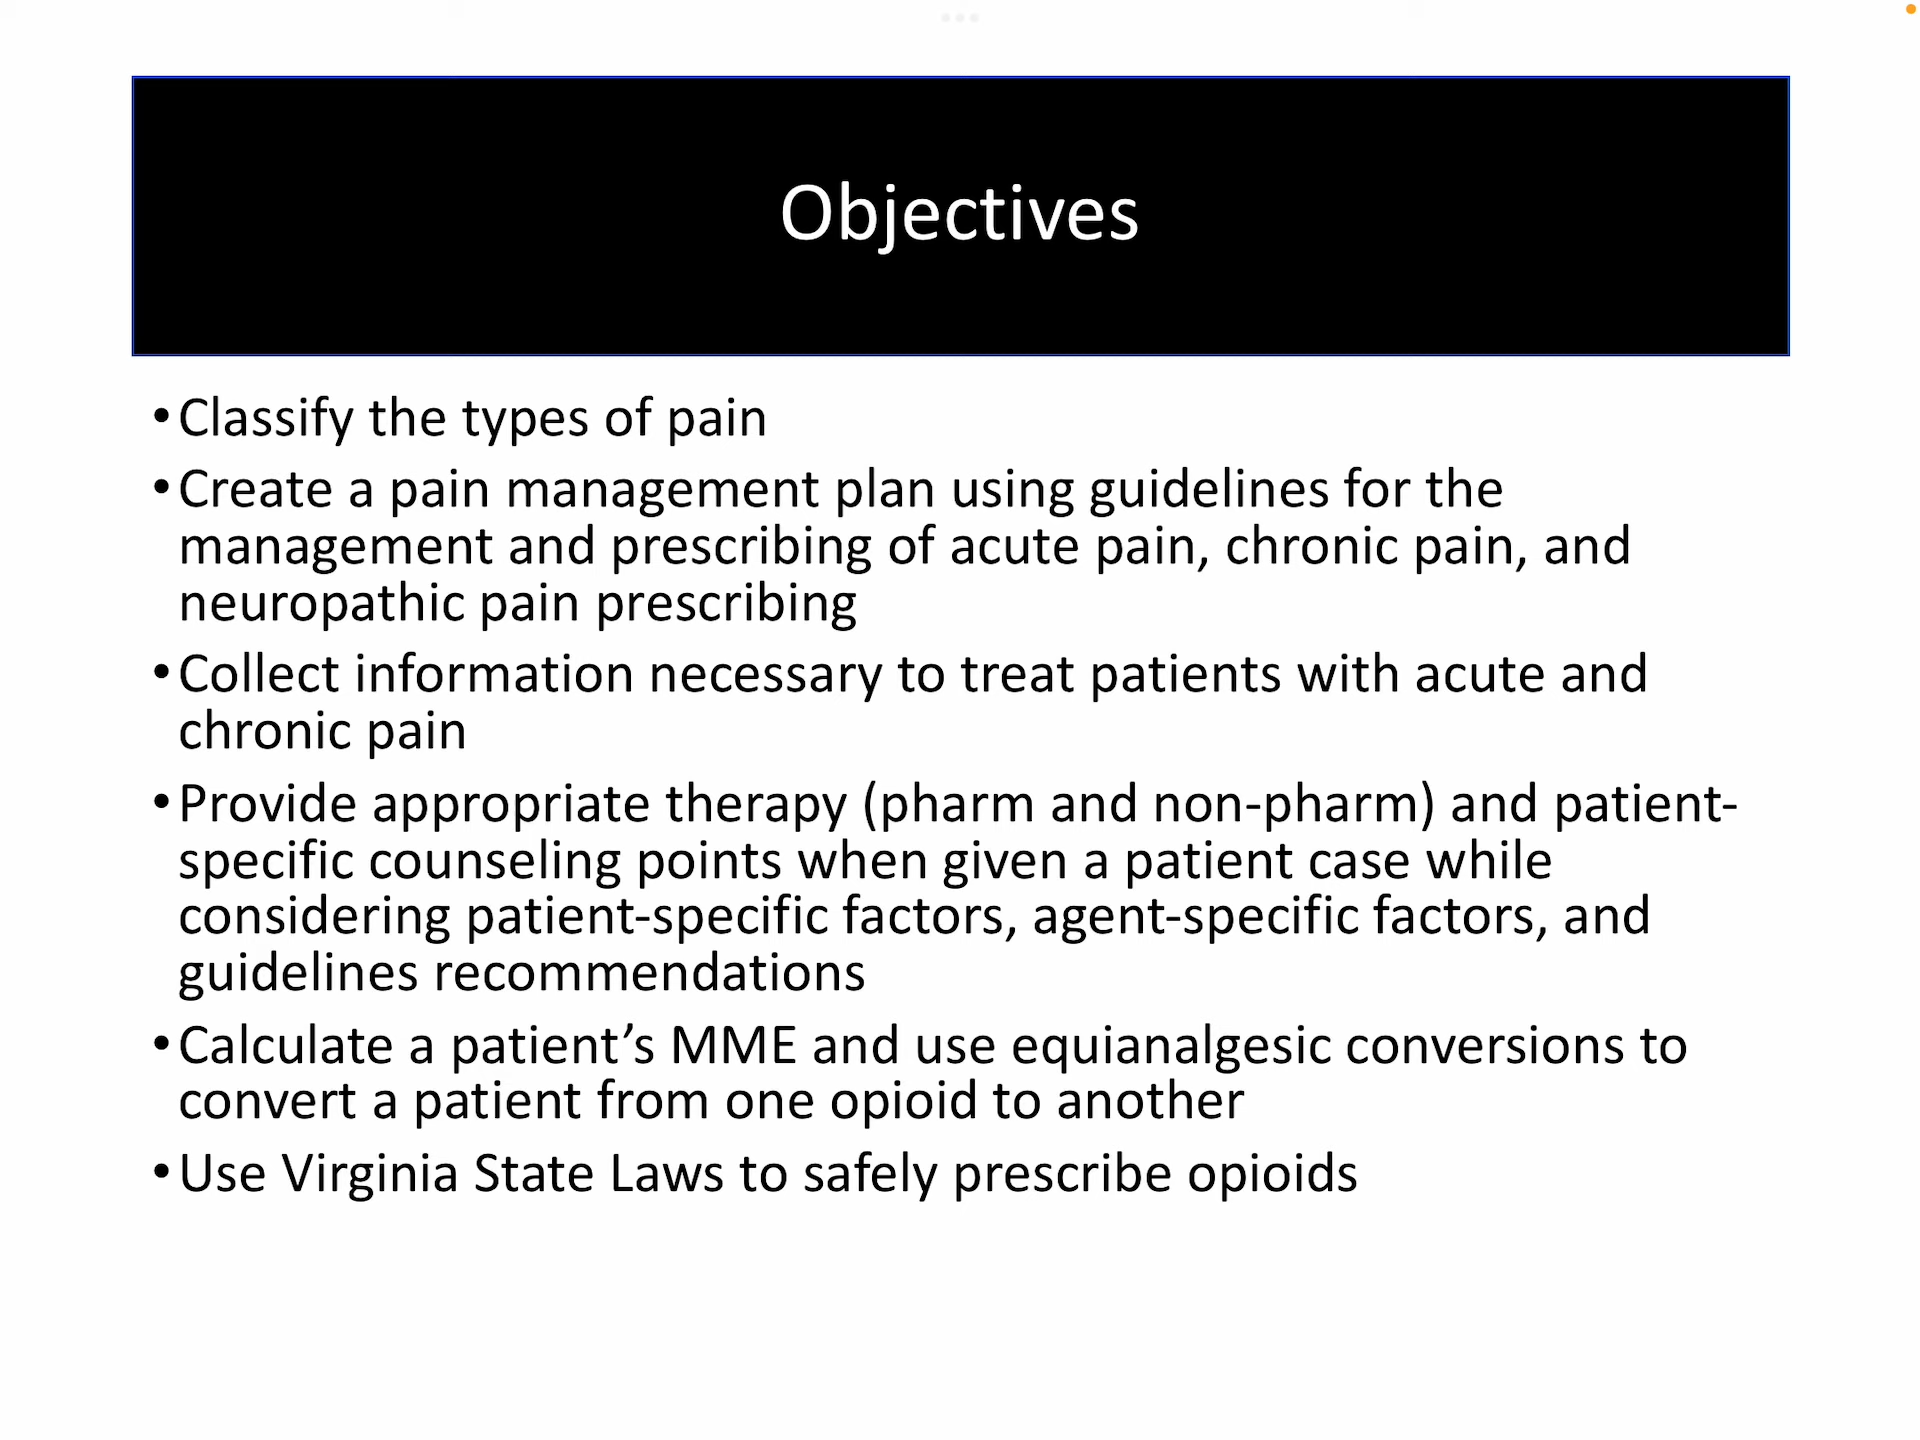 Objectives
•Classify the types of pain
•Create a pain management plan using guidelines for the
management and prescribing of acute pain, chronic pain, and
neuropathic pain prescribing
•Collect information necessary to treat patients with acute and
chronic pain
•Provide appropriate therapy (pharm and non-pharm) and patient-
specific counseling points when given a patient case while
considering patient-specific factors, agent-specific factors, and
guidelines recommendations
•Calculate a patient’s MME and use equianalgesic conversions to
convert a patient from one opioid to another
•Use Virginia State Laws to safely prescribe opioids